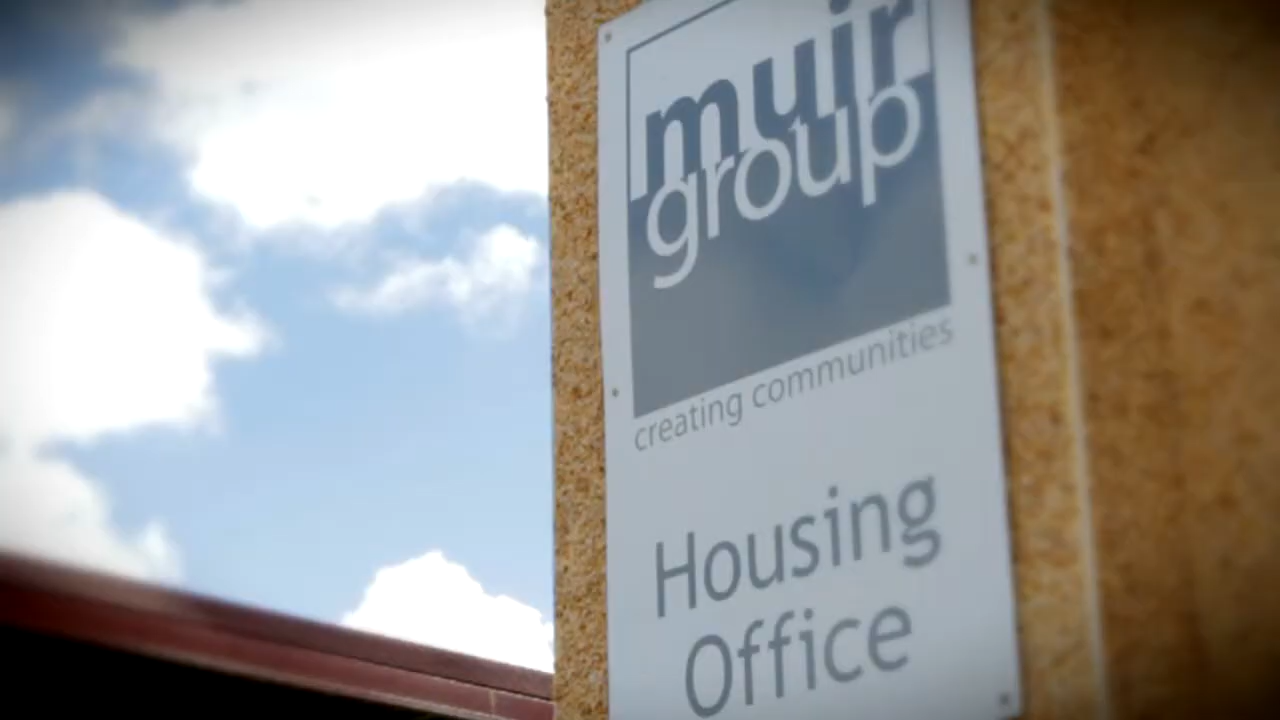 muir
group
creating communities
Housing
Office